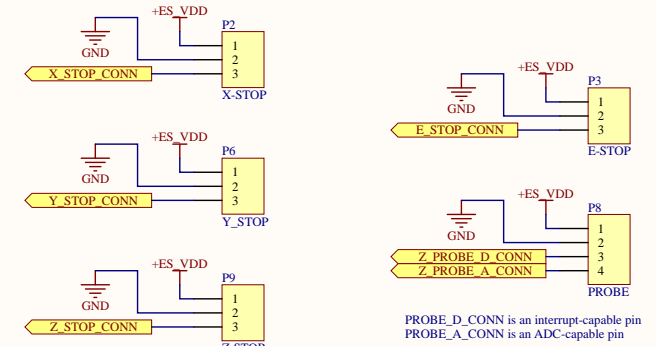 +ES_VDD
P2
GND
1
2
3
X_STOP_CONN
X-STOP
+ES_VDD
P3
GND
1
2
3
E_STOP_CONN
E-STOP
+ES_VDD
P6
GND
1
2
3
Y_STOP_CONN
Y_STOP
+ES_VDD
P8
GND
1
2
3
4
Z_PROBE_D_CONN
Z_PROBE_A_CONN
PROBE
+ES_VDD
P9
GND
1
2
3
Z_STOP_CONN
PROBE_D_CONN is an interrupt-capable pin
PROBE_A_CONN is an ADC-capable pin